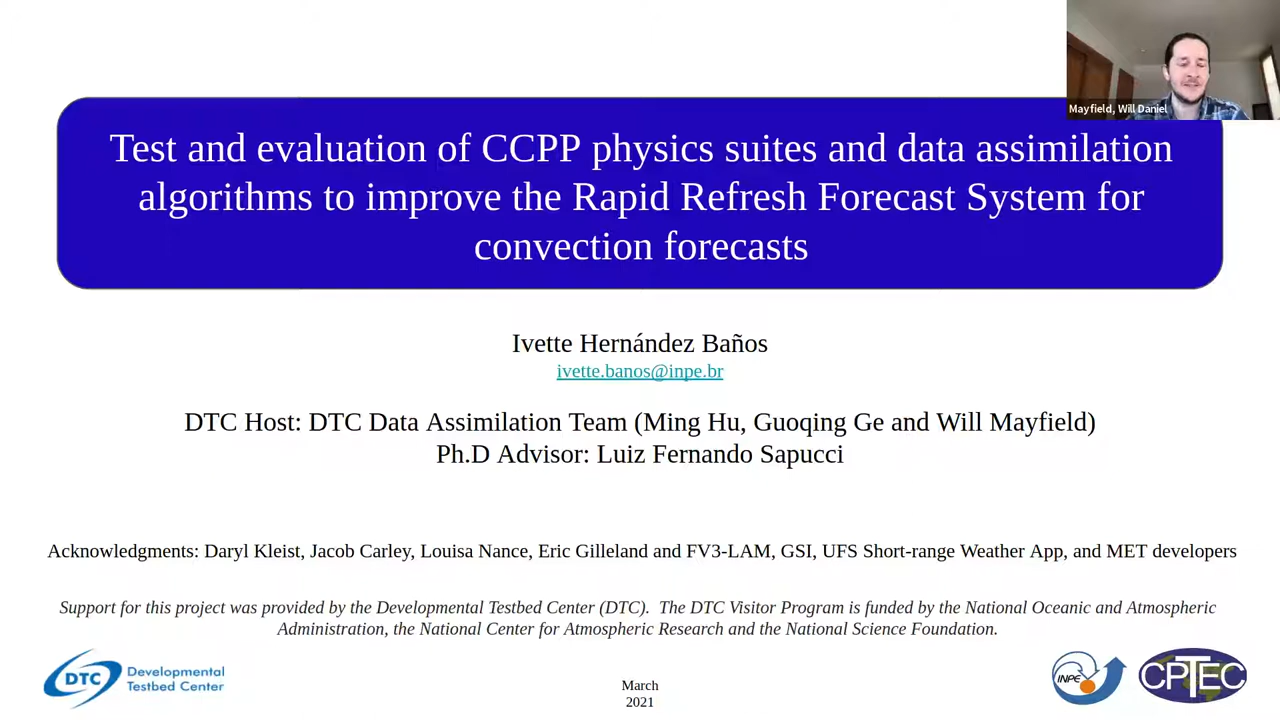 Mayfield, Will Daniel
Test and evaluation of CCPP physics suites and data assimilation
algorithms to improve the Rapid Refresh Forecast System for
convection forecasts
Ivette Hernández Baños
ivette.banos@inpe.br
DTC Host: DTC Data Assimilation Team (Ming Hu, Guoqing Ge and Will Mayfield)
Ph.D Advisor: Luiz Fernando Sapucci
Acknowledgments: Daryl Kleist, Jacob Carley, Louisa Nance, Eric Gilleland and FV3-LAM, GSI, UFS Short-range Weather App, and MET developers
Support for this project was provided by the Developmental Testbed Center (DTC). The DTC Visitor Program is funded by the National Oceanic and Atmospheric
Administration, the National Center for Atmospheric Research and the National Science Foundation.
DTC
Developmental
Testbed Center
March
2021
INPE
CPTEC